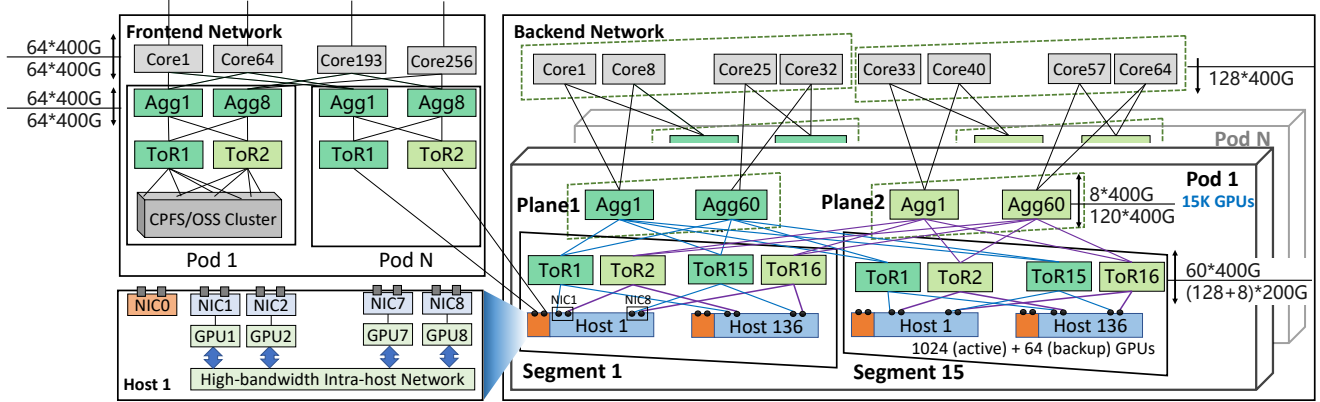 Frontend Network
64*400G
64*400G
Core1
Core64
Core193
Core256
64*400G
64*400G
Agg1
Agg8
Agg1
Agg8
ToR1
ToR2
ToR1
ToR2
CPFS/OSS Cluster
Pod 1
Pod N
NIC0
NIC1
NIC2
NIC7
NIC8
GPU1
GPU2
GPU7
GPU8
High-bandwidth Intra-host Network
Host 1
Backend Network
Core1
Core8
Core25
Core32
Core33
Core40
Core57
Core64
128*400G
Pod N
Pod 1
15K GPUs
Plane1
Agg1
Agg60
Plane2
Agg1
Agg60
8*400G
120*400G
ToR1
ToR2
ToR15
ToR16
ToR1
ToR2
ToR15
ToR16
60*400G
(128+8)*200G
NIC1
NIC8
Host 1
Host 136
Host 1
Host 136
1024 (active) + 64 (backup) GPUs
Segment 1
Segment 15